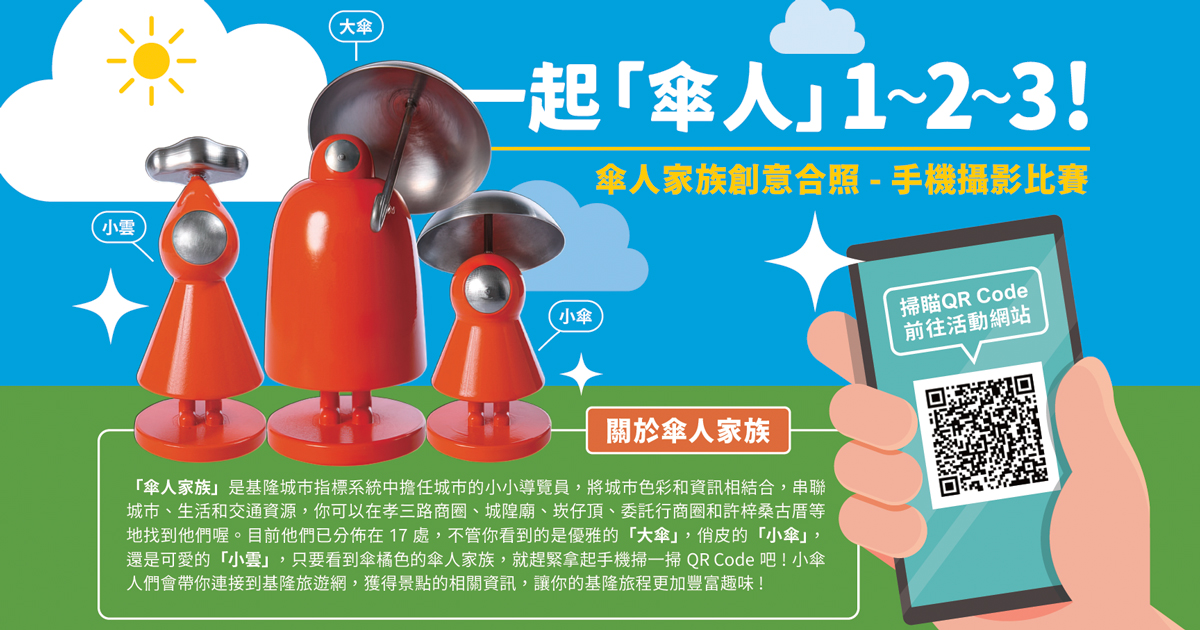 大傘
一起「傘人」1~2~3!
傘人家族創意合照 - 手機攝影比賽
小雲
小傘
掃瞄QR Code
前往活動網站
關於傘人家族
「傘人家族」是基隆城市指標系統中擔任城市的小小導覽員，將城市色彩和資訊相結合，串聯
城市、生活和交通資源，你可以在孝三路商圈、城隍廟、崁仔頂、委託行商圈和許梓桑古厝等
地找到他們喔。目前他們已分佈在 17 處，不管你看到的是優雅的「大傘」，俏皮的「小傘」，
還是可愛的「小雲」，只要看到傘橘色的傘人家族，就趕緊拿起手機掃一掃 QR Code 吧！小傘
人們會帶你連接到基隆旅遊網，獲得景點的相關資訊，讓你的基隆旅程更加豐富趣味！